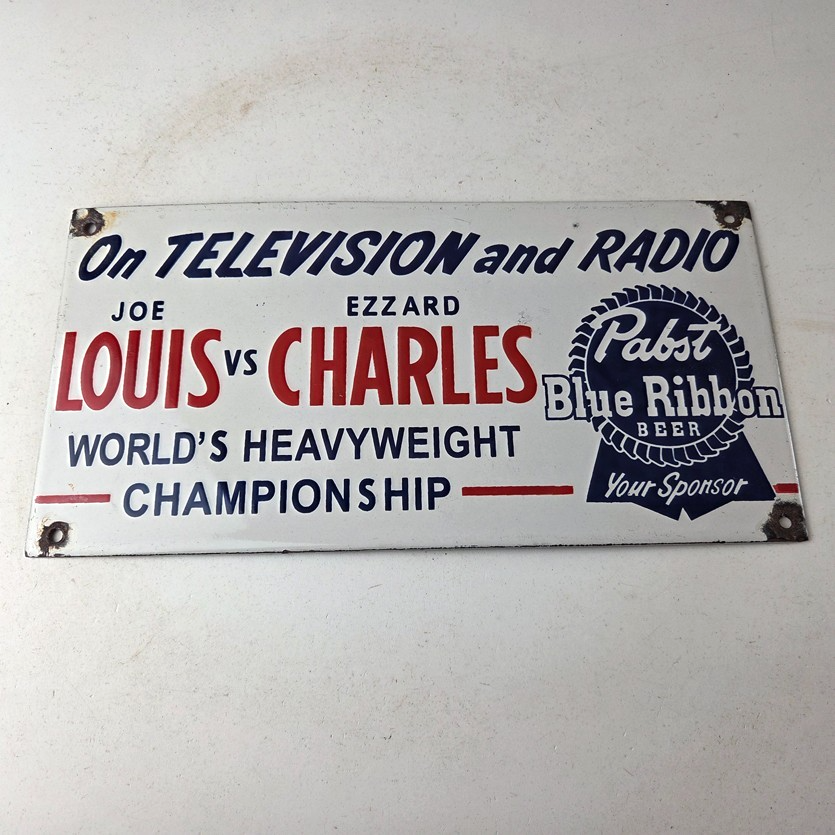 On TELEVISION and RADIO
JOE EZZARD
LOUIS VS CHARLES
WORLD'S HEAVYWEIGHT
CHAMPIONSHIP
Pabst
Blue Ribbon
BEER
Your Sponsor